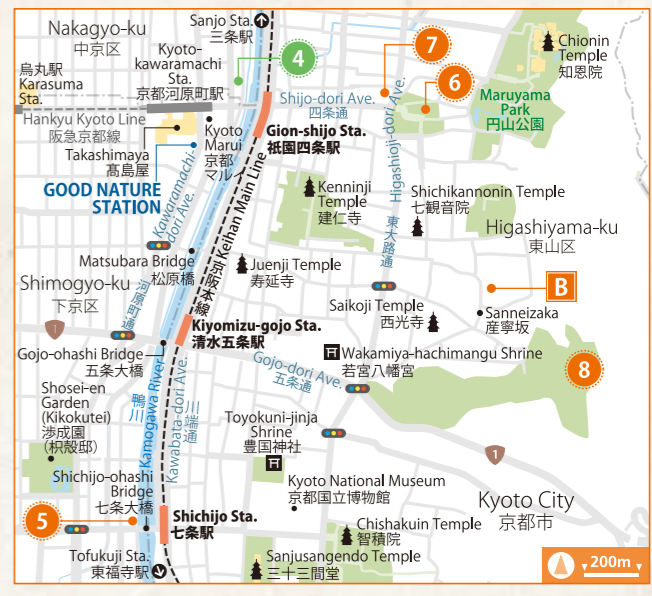 Sanjo Sta.
三条駅
Nakagyo-ku
中京区
Kyoto-
kawaramachi
Sta.
京都河原町駅
烏丸駅
Karasuma
Sta.
4
7
6
Chionin
Temple
知恩院
Maruyama
Park
円山公園
Shijo-dori Ave.
四条通
Hankyu Kyoto Line
阪急京都線
Takashimaya
髙島屋
Kyoto
Marui
京都
マルイ
Gion-shijo Sta.
祇園四条駅
Higashioji-dori Ave.
東大路通
GOOD NATURE
STATION
Kawaramachi-
dori Ave.
河原町通
Keihan Main Line
京阪本線
Kenninji
Temple
建仁寺
Shichikannonin Temple
七観音院
Higashiyama-ku
東山区
Matsubara Bridge
松原橋
Juenji Temple
寿延寺
Shimogyo-ku
下京区
B
Saikoji Temple
西光寺
Sanneizaka
産寧坂
1
Kiyomizu-gojo Sta.
清水五条駅
Gojo-ohashi Bridge
五条大橋
Gojo-dori Ave.
五条通
Wakamiya-hachimangu Shrine
若宮八幡宮
8
Shosei-en
Garden
(Kikokutei)
渉成園
(枳殻邸)
鴨川
Kamogawa River
川端通
Kawabata-dori Ave.
Toyokuni-jinja
Shrine
豊国神社
1
Shichijo-ohashi
Bridge
七条大橋
Kyoto National Museum
京都国立博物館
Kyoto City
京都市
5
Shichijo Sta.
七条駅
Chishakuin Temple
智積院
Tofukuji Sta.
東福寺駅
Sanjusangendo Temple
三十三間堂
200m